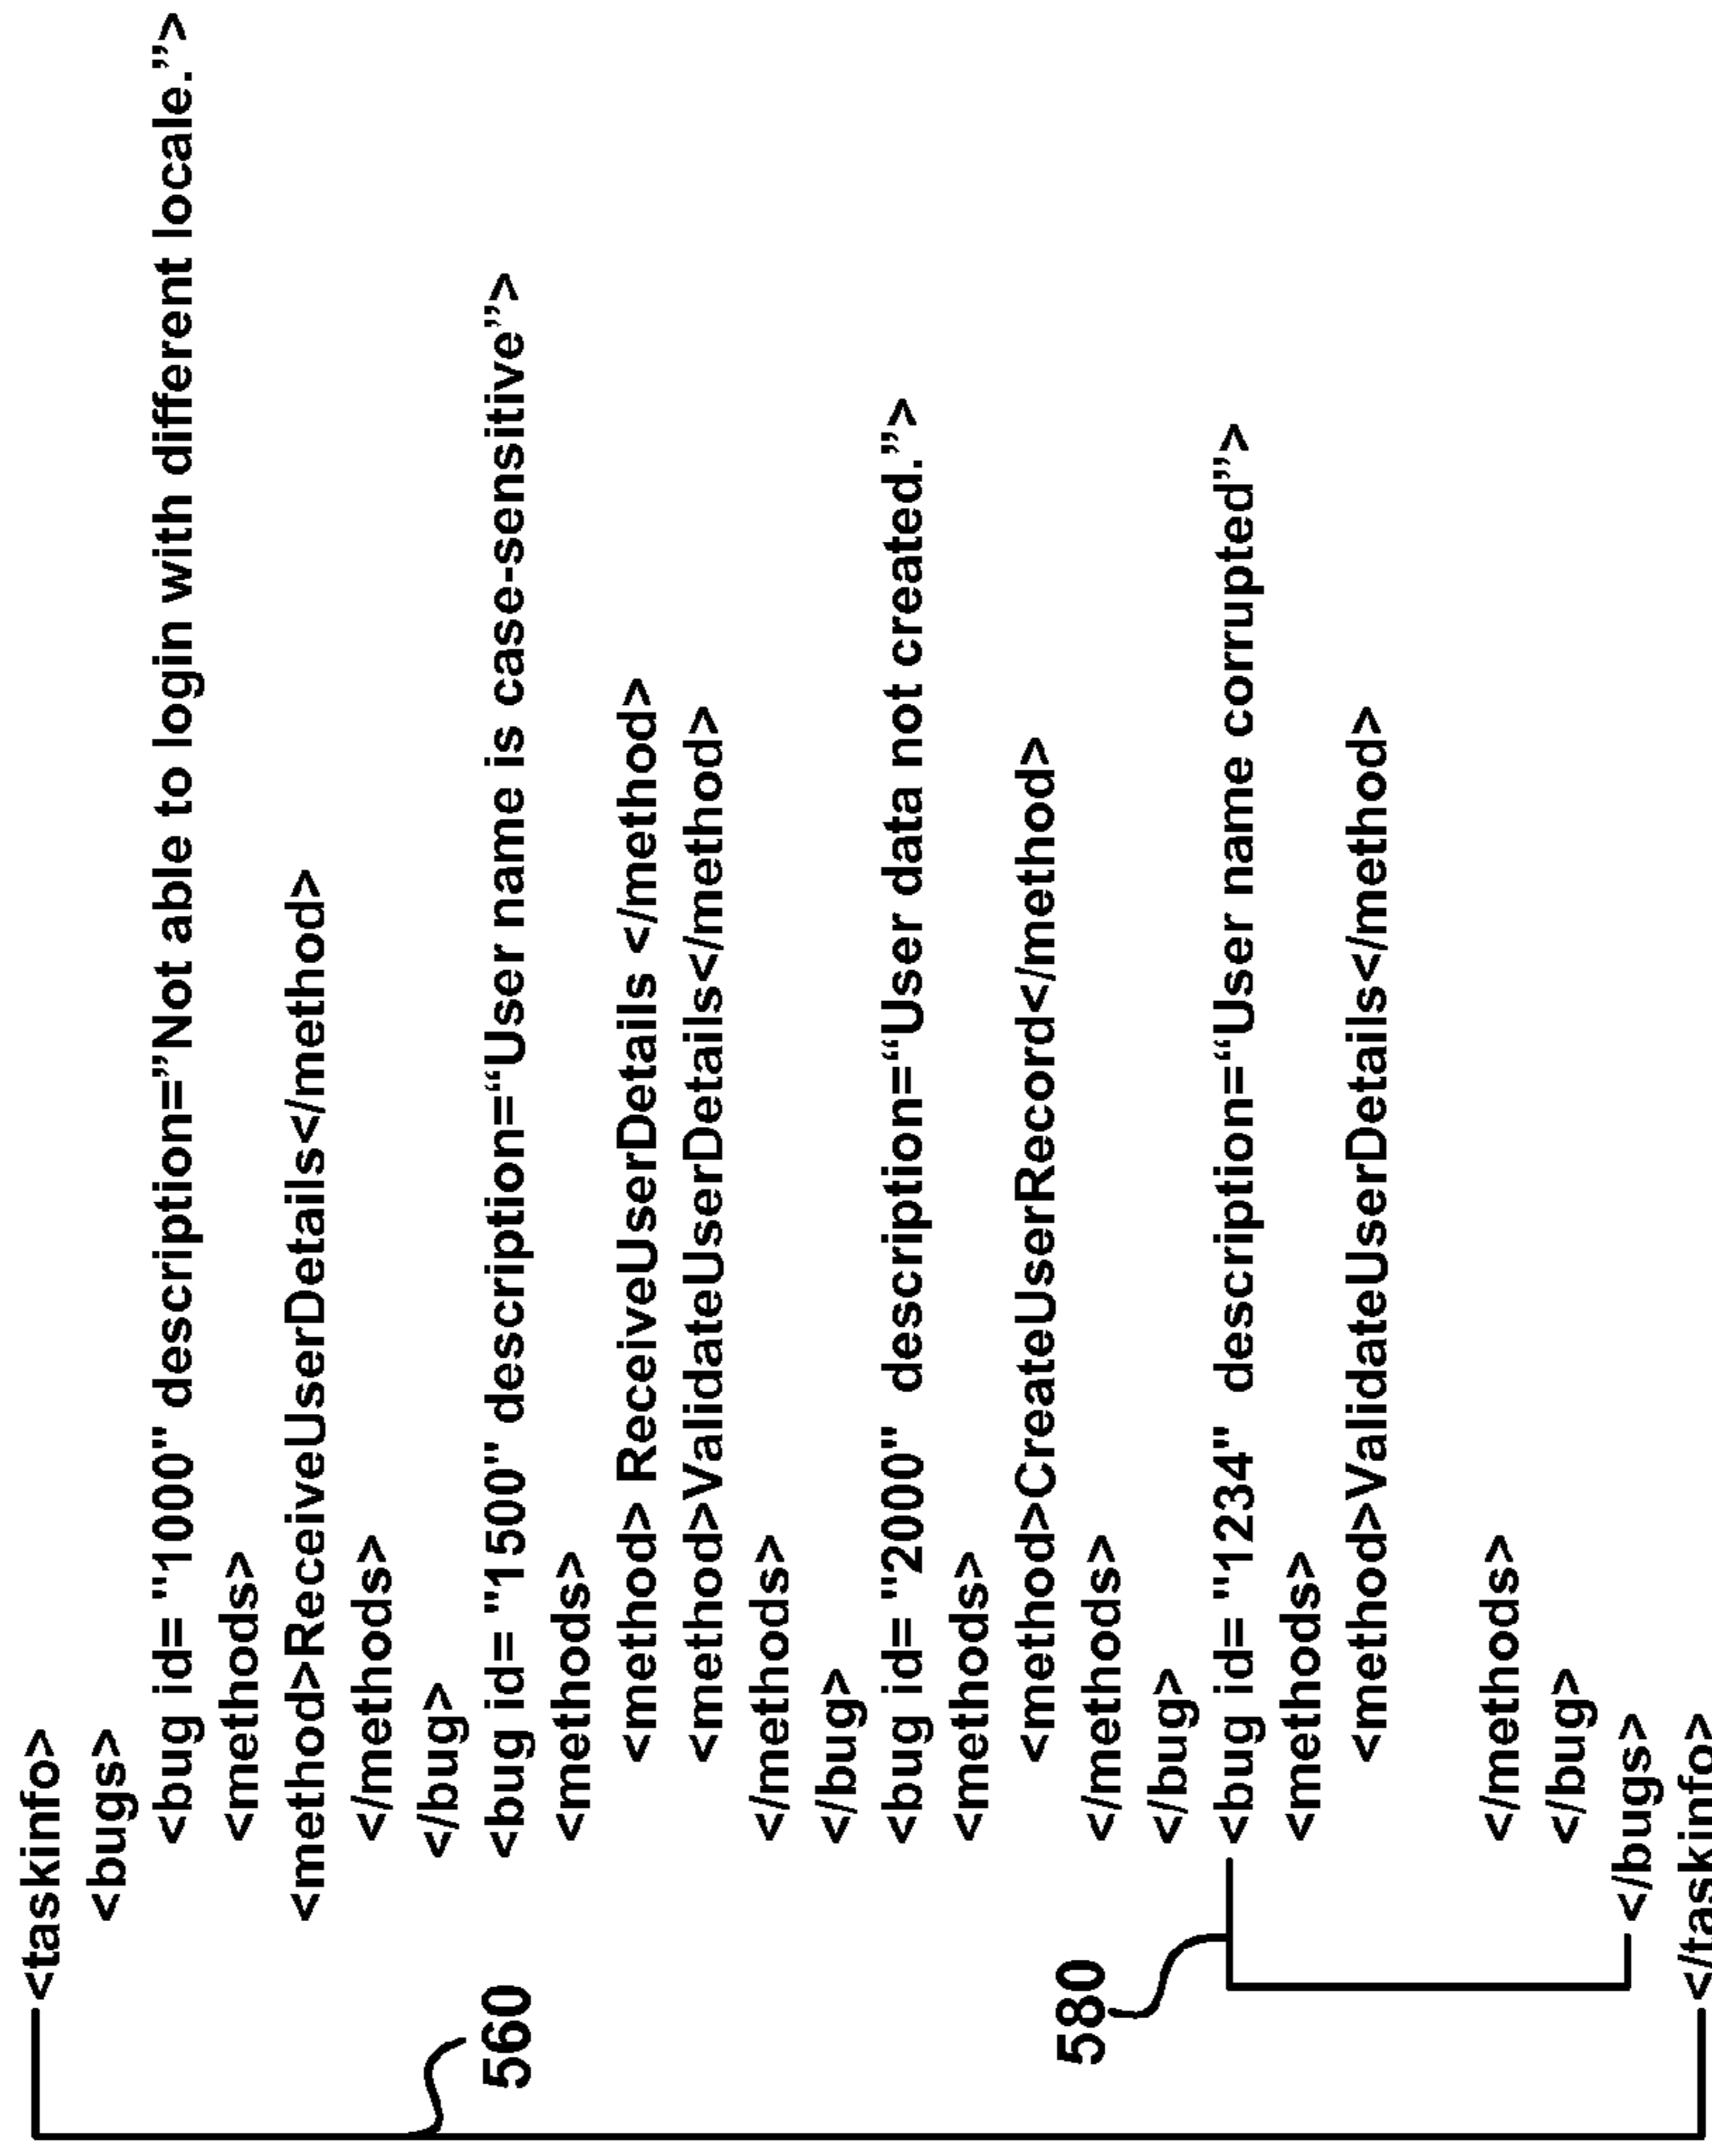 <taskinfo>
<bugs>
<bug id= "1000" description=”Not able to login with different locale.”>
<methods>
<method>ReceiveUserDetails</method>
</methods>
</bug>
<bug id= "1500" description=“User name is case-sensitive”>
<methods>
<method> ReceiveUserDetails </method>
<method>ValidateUserDetails</method>
</methods>
</bug>
<bug id= "2000"  description=“User data not created.”>
<methods>
<method>CreateUserRecord</method>
</methods>
</bug>
<bug id= "1234"  description=“User name corrupted”>
<methods>
<method>ValidateUserDetails</method>
</methods>
</bug>
</bugs>
</taskinfo>
560
580